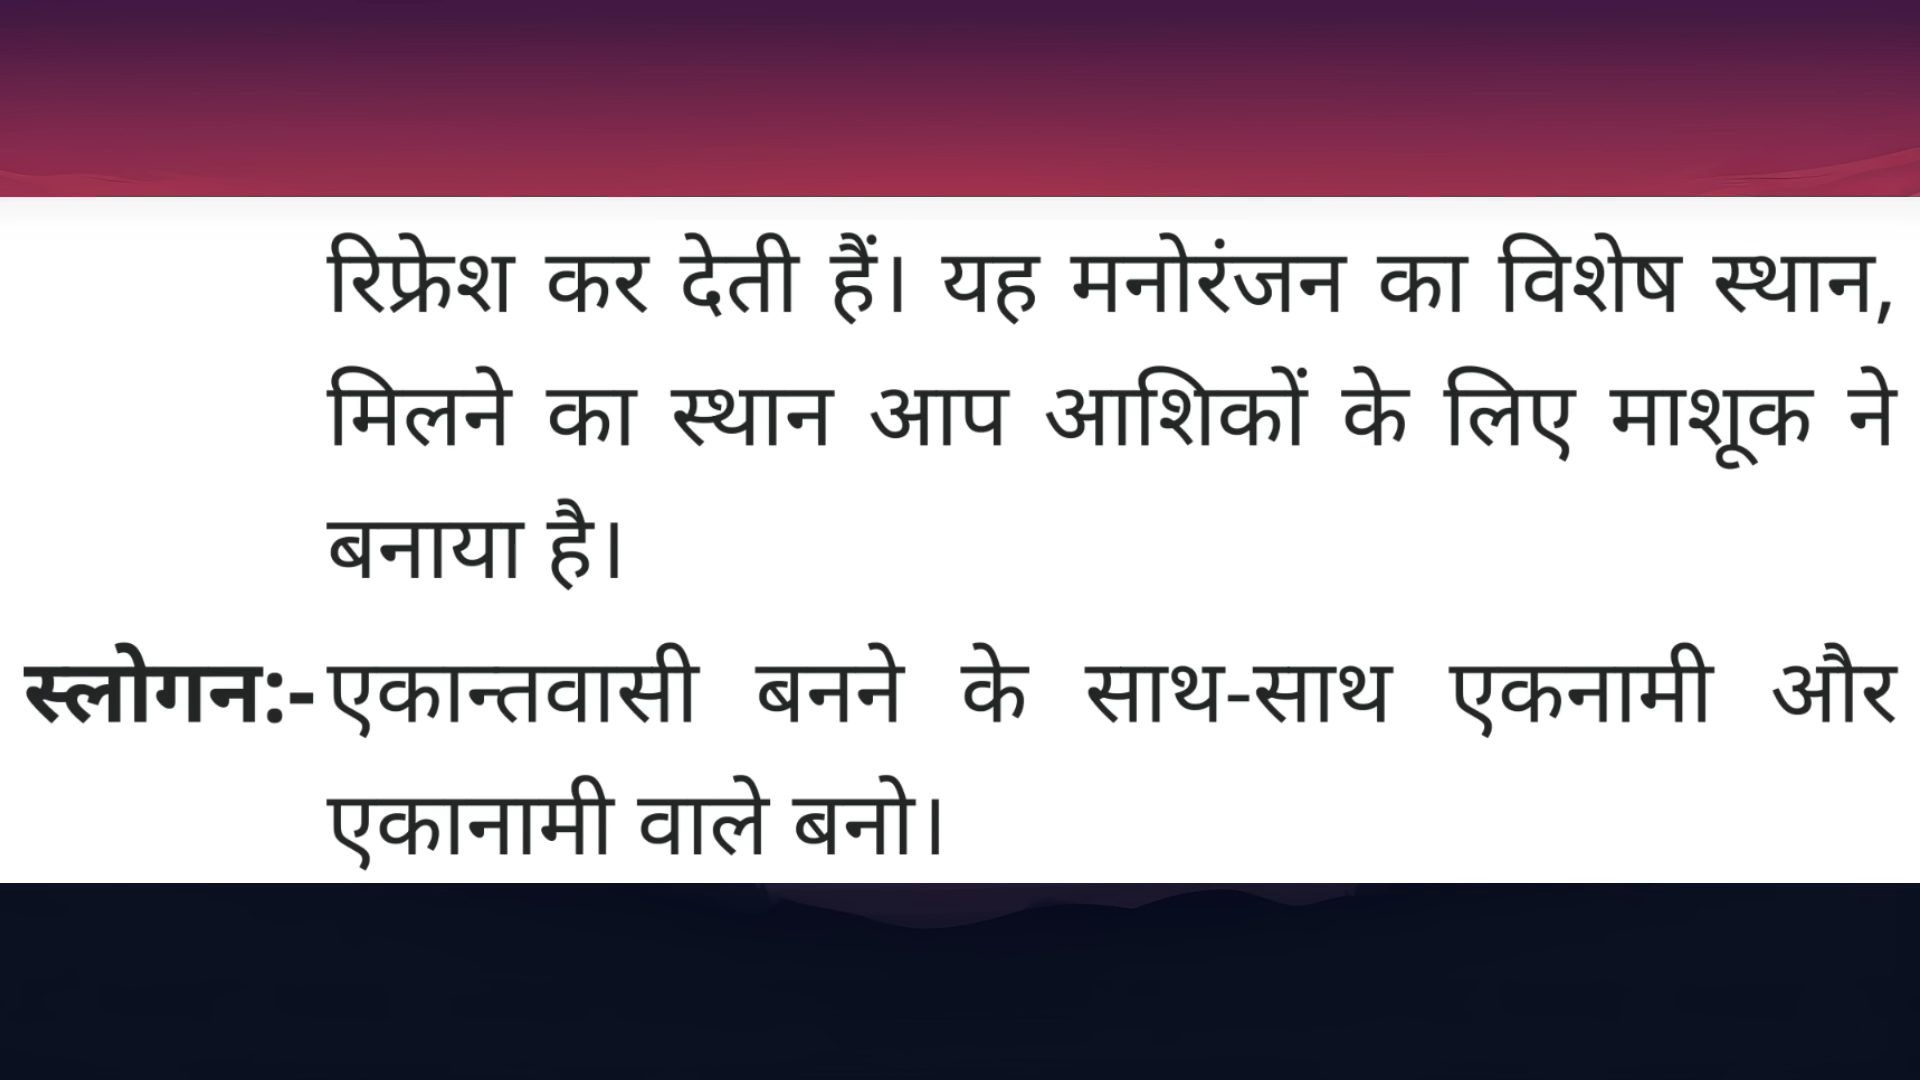 रिफ्रेश कर देती हैं। यह मनोरंजन का विशेष स्थान,
मिलने का स्थान आप आशिकों के लिए माशूक ने
बनाया है।
स्लोगन:- एकान्तवासी बनने के साथ-साथ एकनामी और
एकानामी वाले बनो।